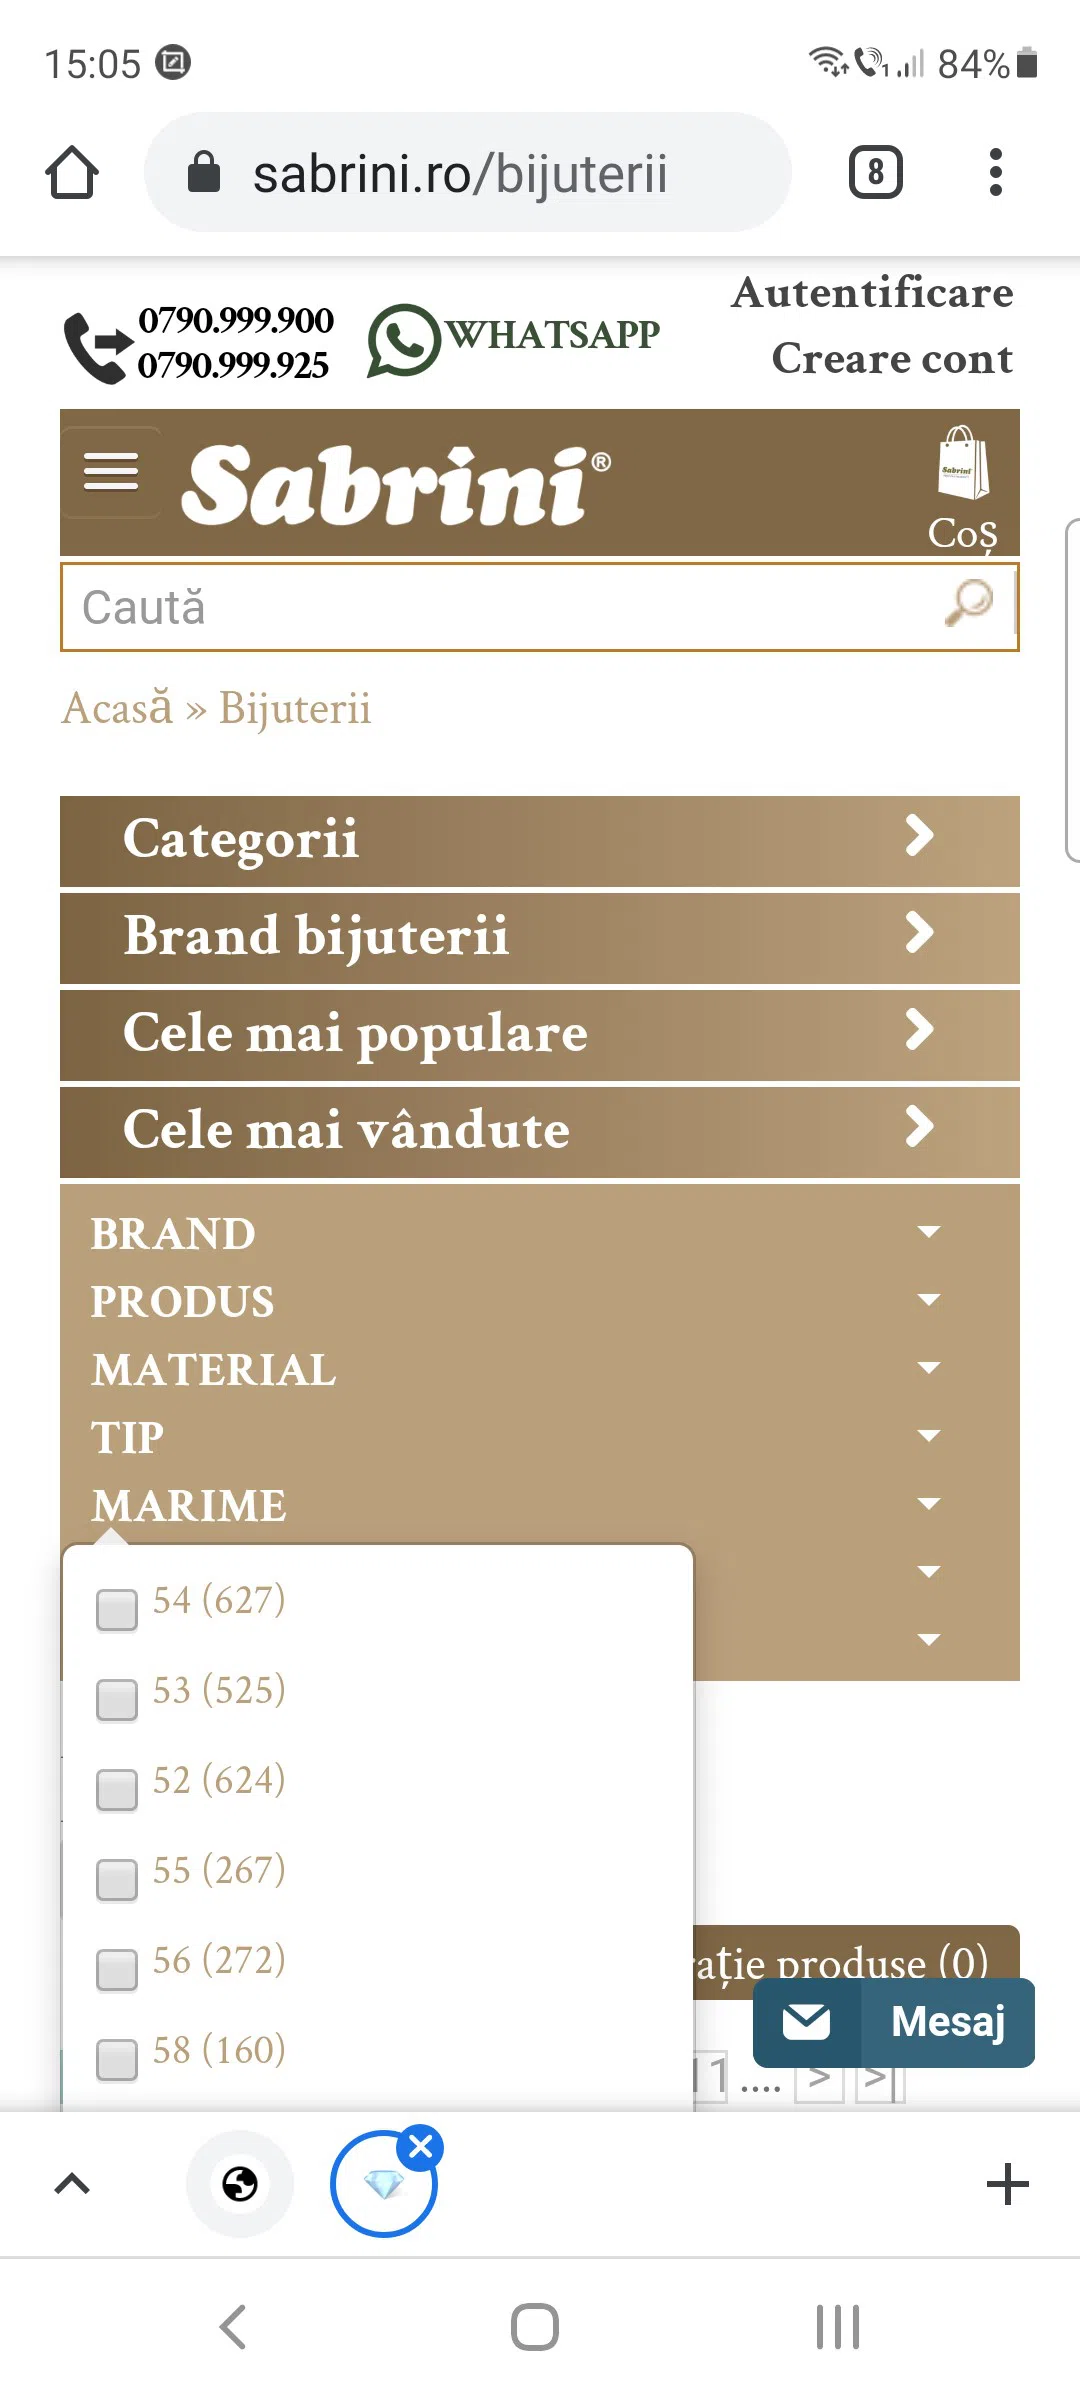 15:05
84%
sabrini.ro/bijuterii
8
0790.999.900
0790.999.925
WHATSAPP
Autentificare
Creare cont
Sabrini®
Sabrini
Coș
Caută
Acasă » Bijuterii
Categorii
Brand bijuterii
Cele mai populare
Cele mai vândute
BRAND
PRODUS
MATERIAL
TIP
MARIME
54 (627)
53 (525)
52 (624)
55 (267)
56 (272)
58 (160)
produse (0)
Mesaj
11 .... > >|